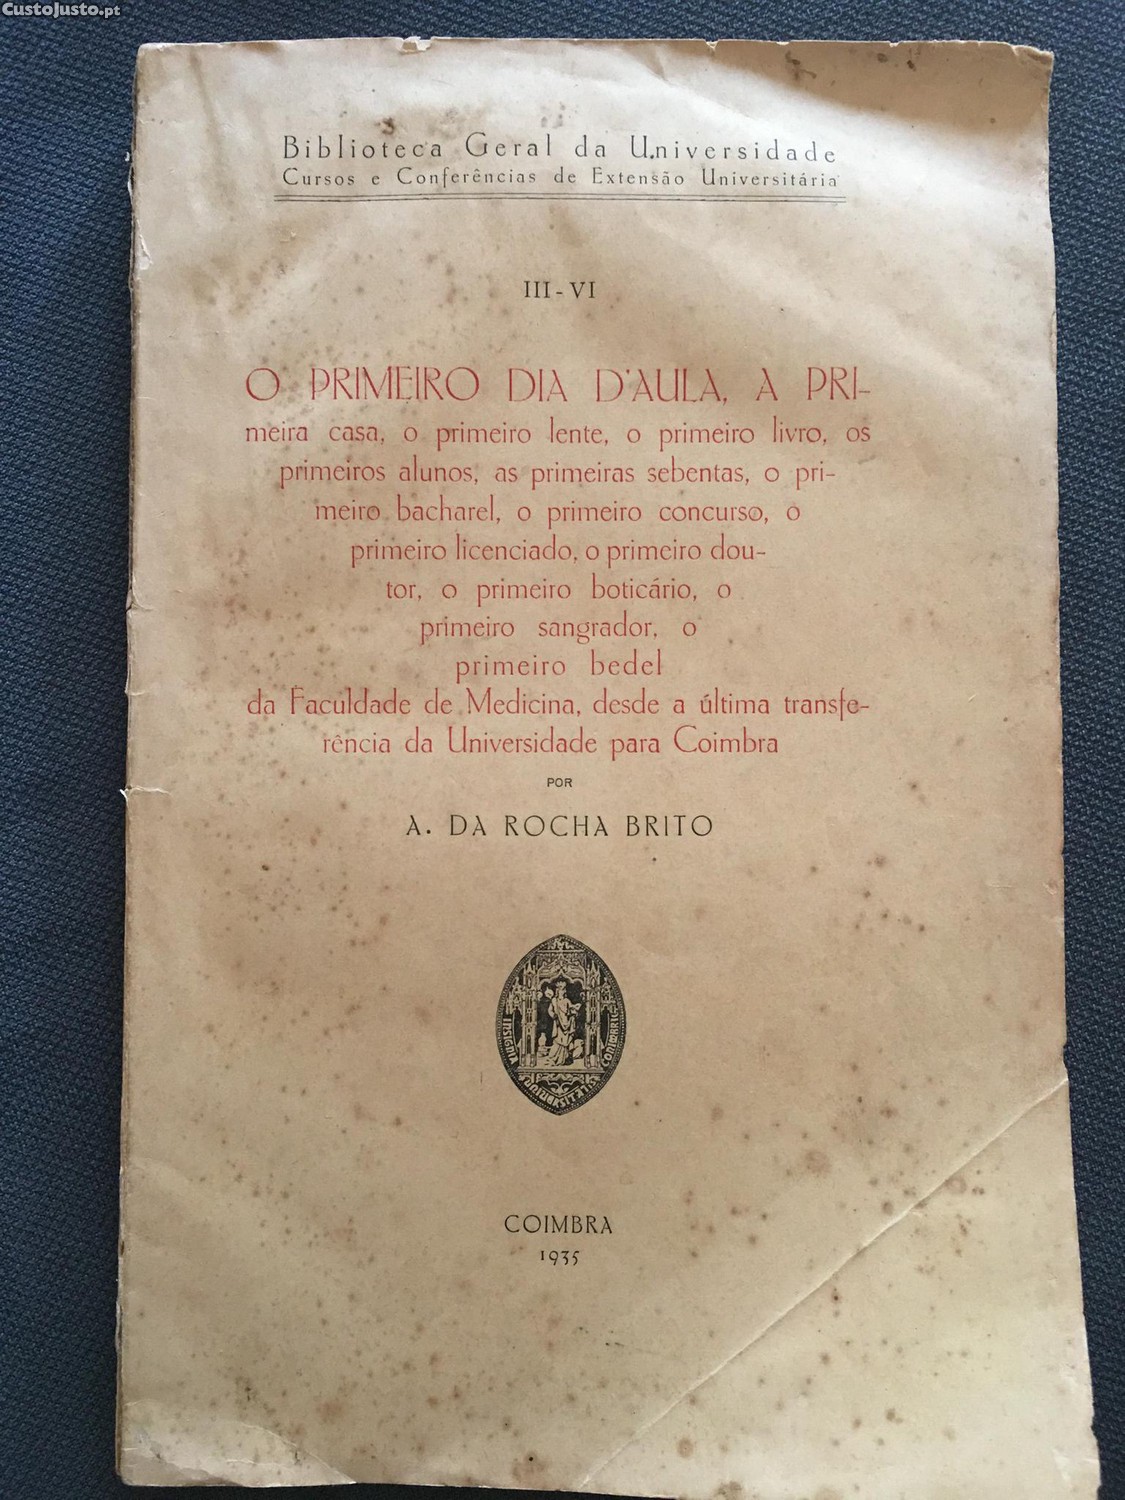 CustoJusto.pt
Biblioteca Geral da Universidade
Cursos e Conferências de Extensão Universitária
III - VI
O PRIMEIRO DIA D'AULA, A PRI-
meira casa, o primeiro lente, o primeiro livro, os
primeiros alunos, as primeiras sebentas, o pri-
meiro bacharel, o primeiro concurso, o
primeiro licenciado, o primeiro dou-
tor, o primeiro boticário, o
primeiro sangrador, o
primeiro bedel
da Faculdade de Medicina, desde a última transfe-
rência da Universidade para Coimbra
POR
A. DA ROCHA BRITO
INSIGNIA
UNIVERSITATIS
CONIMBRIG
COIMBRA
1935